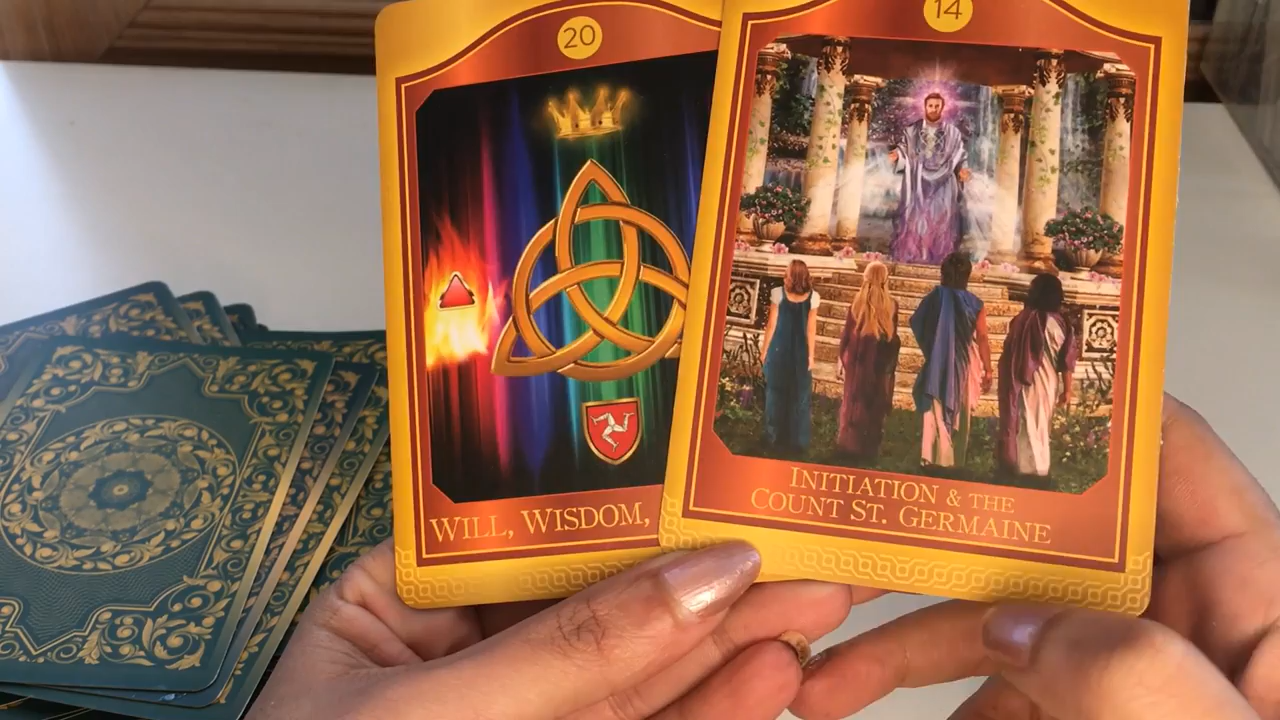 20
WILL, WISDOM,
14
INITIATION & THE
COUNT ST. GERMAINE